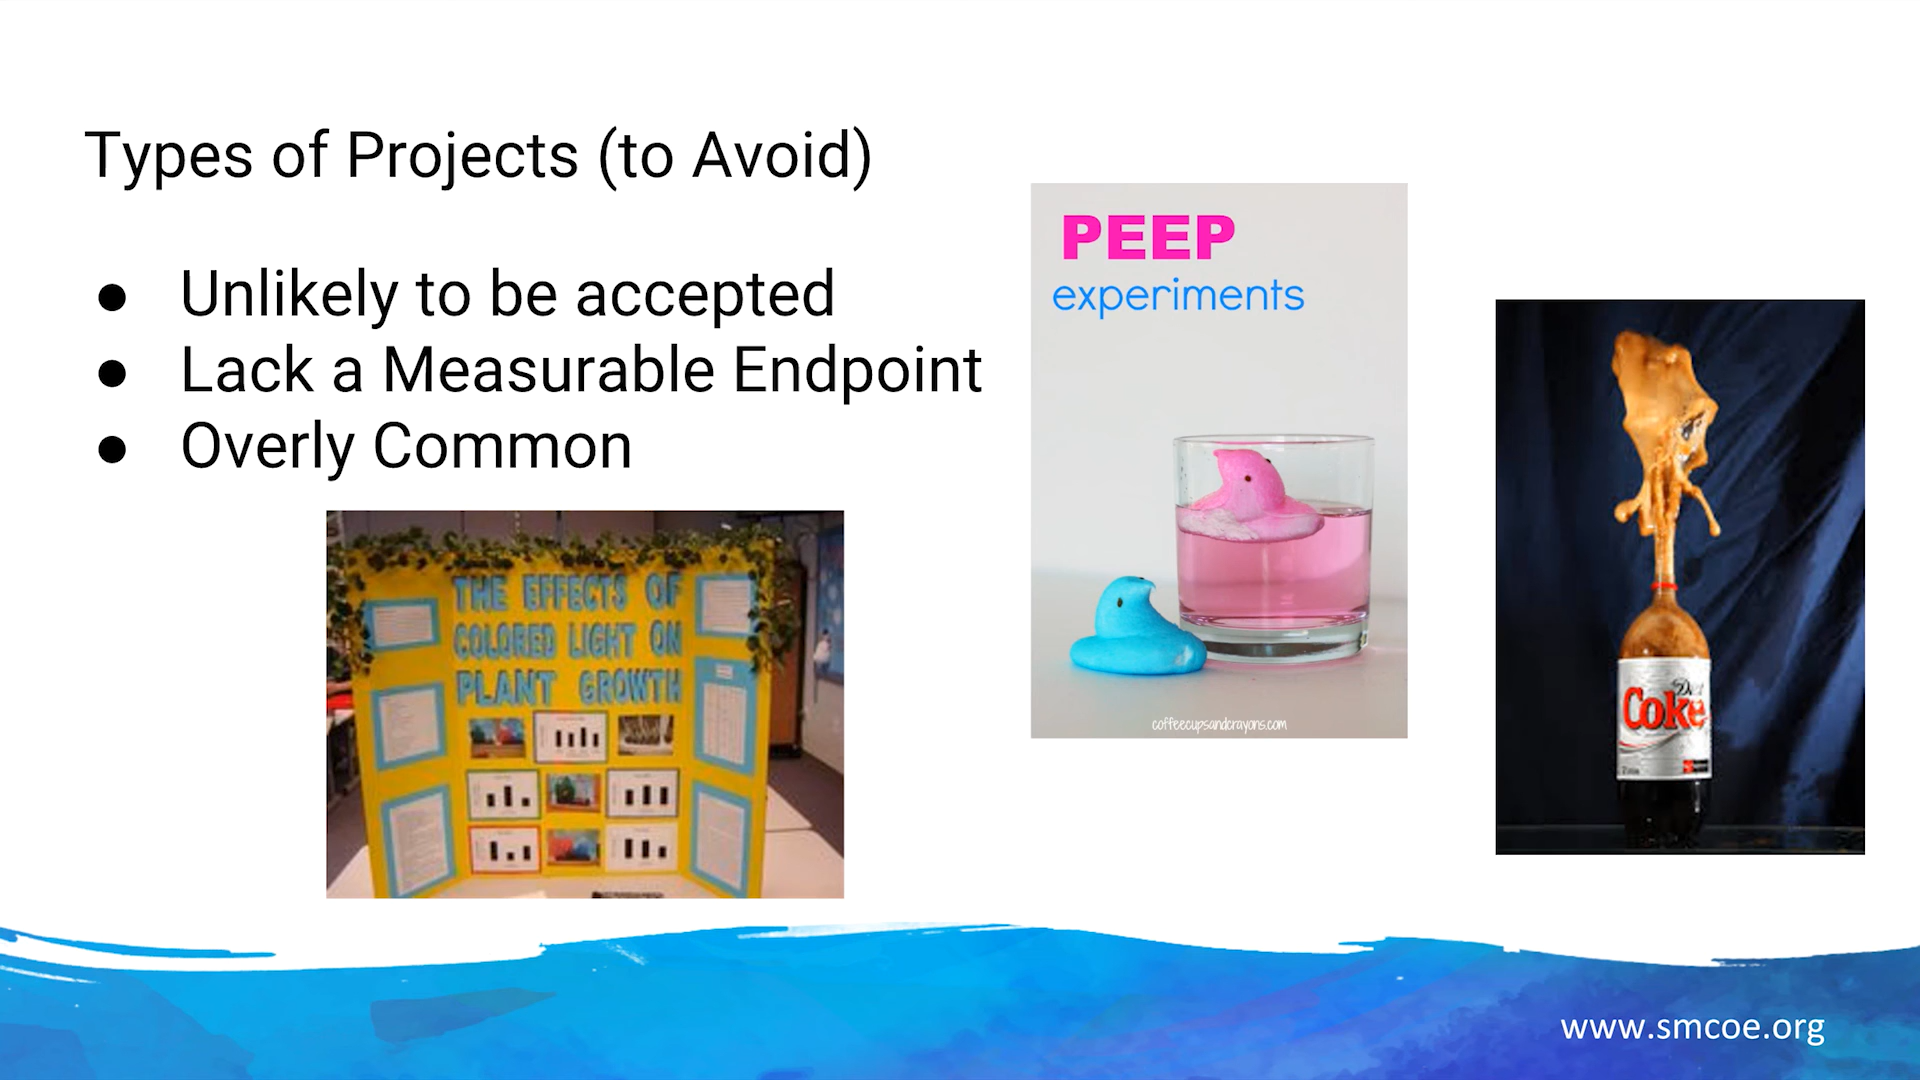 Types of Projects (to Avoid)
● Unlikely to be accepted
● Lack a Measurable Endpoint
● Overly Common
PEEP
experiments
coffeecupsandcrayons.com
THE EFFECTS OF
COLORED LIGHT ON
PLANT GROWTH
Diet
Coke
www.smcoe.org